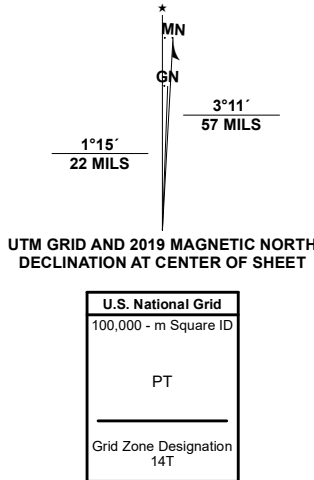 ★
MN
GN
3°11´
57 MILS
1°15´
22 MILS
UTM GRID AND 2019 MAGNETIC NORTH
DECLINATION AT CENTER OF SHEET
U.S. National Grid
100,000 - m Square ID
PT
Grid Zone Designation
14T